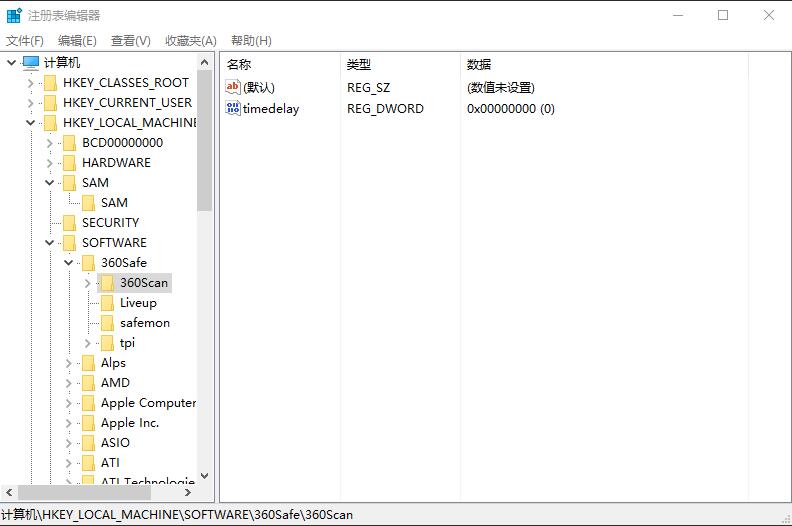 注册表编辑器
文件(F) 编辑(E) 查看(V) 收藏夹(A) 帮助(H)
计算机
HKEY_CLASSES_ROOT
HKEY_CURRENT_USER
HKEY_LOCAL_MACHINE
BCD00000000
HARDWARE
SAM
SAM
SECURITY
SOFTWARE
360Safe
360Scan
Liveup
safemon
tpi
Alps
AMD
Apple Computer
Apple Inc.
ASIO
ATI
ATI Technologie
名称 类型 数据
ab (默认) REG_SZ (数值未设置)
timedelay REG_DWORD 0x00000000 (0)
计算机\HKEY_LOCAL_MACHINE\SOFTWARE\360Safe\360Scan